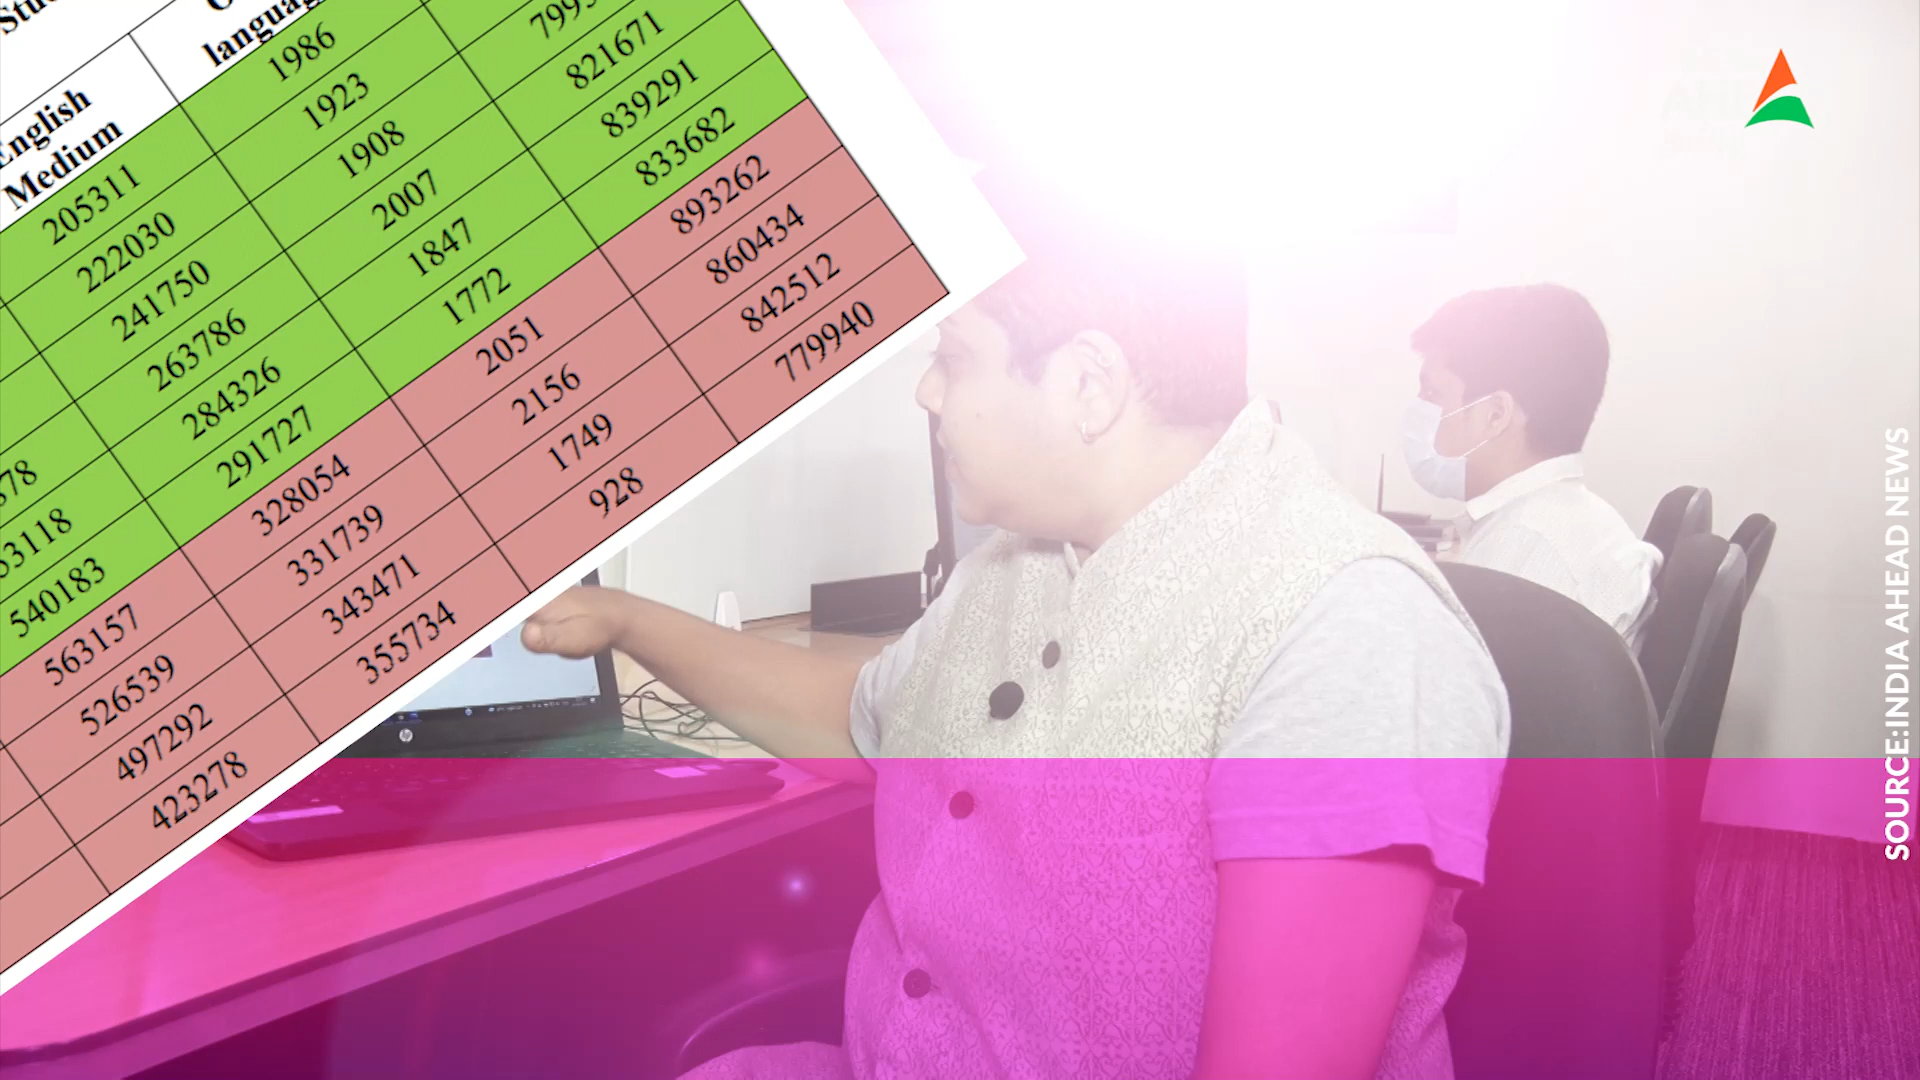 English
Medium
205311 1986
222030 1923
241750 1908
263786 2007 821671
284326 1847 839291
540183 291727 1772 833682
563157 328054 2051 893262
526539 331739 2156 860434
497292 343471 1749 842512
423278 355734 928 779940
SOURCE:INDIA AHEAD NEWS